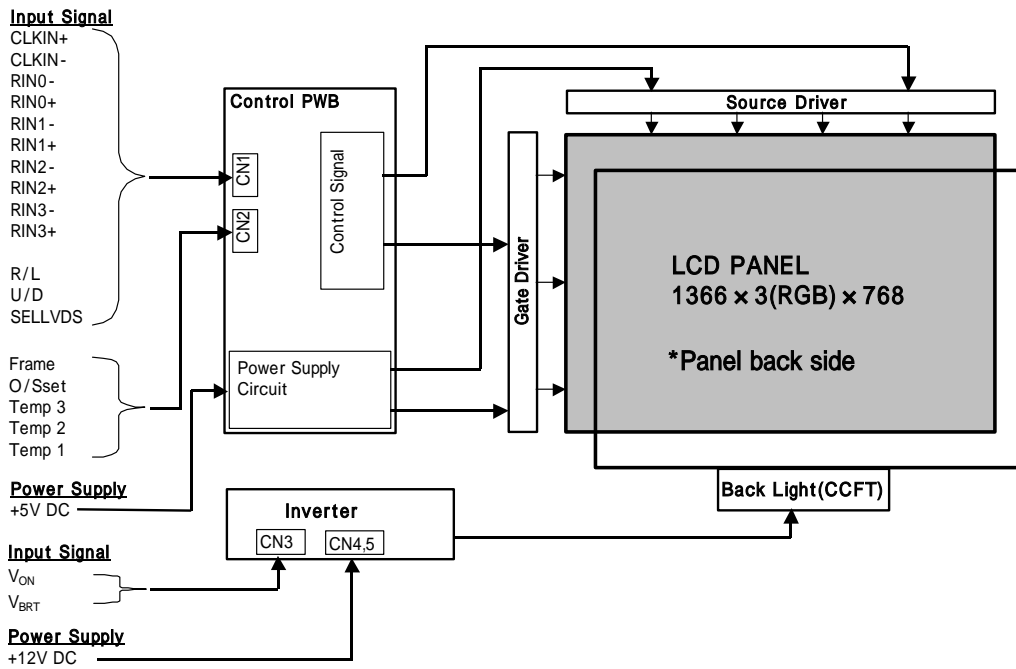 Input Signal
CLKIN+
CLKIN-
RIN0-
RIN0+
RIN1-
RIN1+
RIN2-
RIN2+
RIN3-
RIN3+
R/L
U/D
SELLVDS
Frame
O/Sset
Temp 3
Temp 2
Temp 1
Power Supply
+5V DC
Input Signal
VON
VBRT
Power Supply
+12V DC
Control PWB
CN1
CN2
Control Signal
Power Supply
Circuit
Inverter
CN3
CN4,5
Gate Driver
Source Driver
LCD PANEL
1366 × 3(RGB) × 768
*Panel back side
Back Light(CCFT)